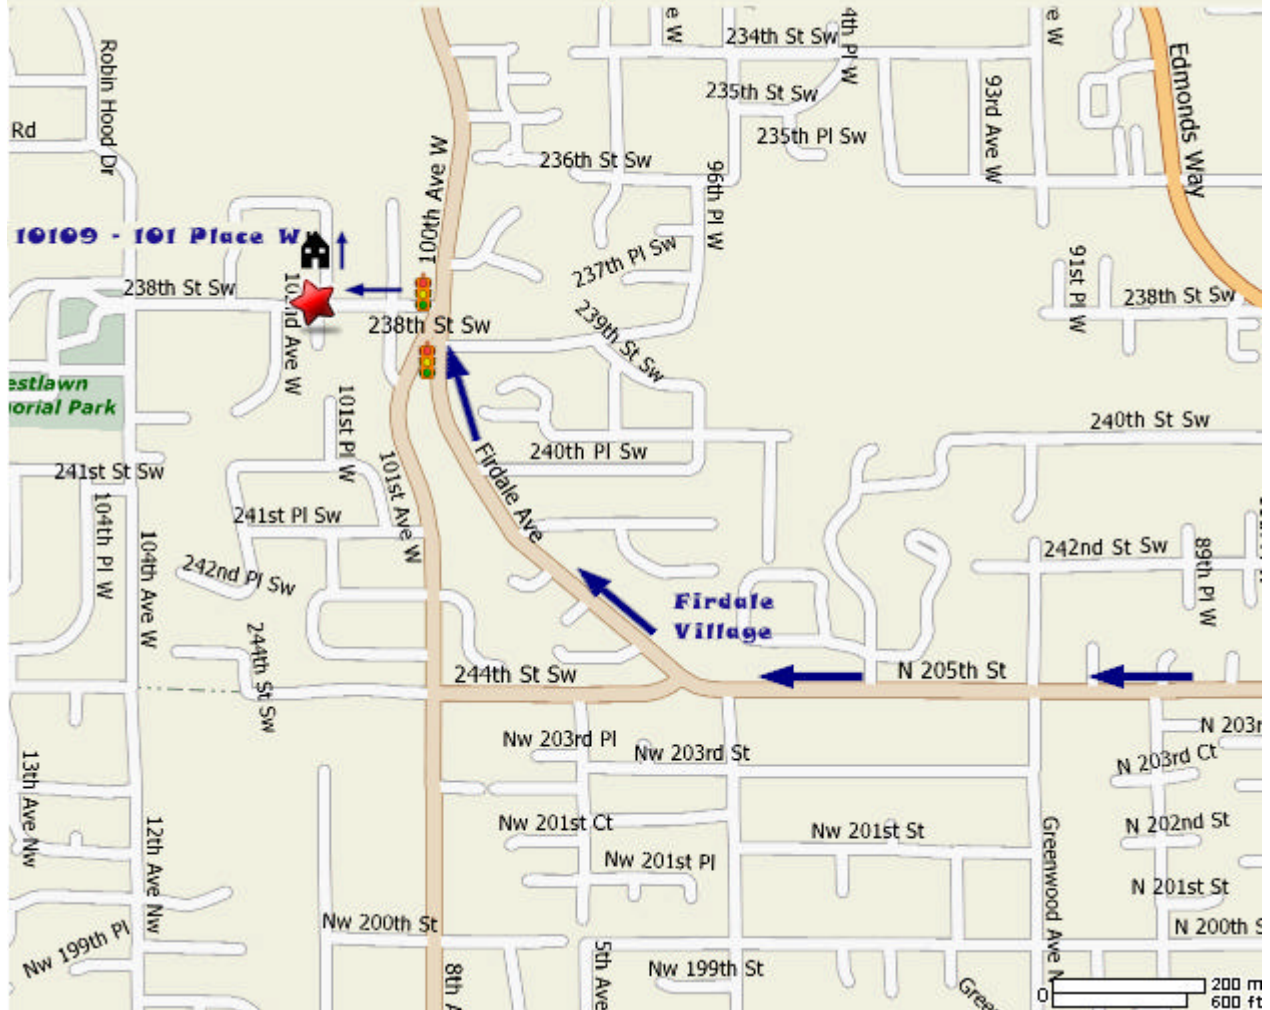 e W
234th St Sw
4th Pl W
e W
Edmonds Way
Robin Hood Dr
235th St Sw
93rd Ave W
Rd
235th Pl Sw
236th St Sw
100th Ave W
96th Pl W
10109 - 101 Place W
237th Pl Sw
91st Pl W
238th St Sw
102nd Ave W
238th St Sw
238th St Sw
239th St Sw
estlawn
orial Park
101st Pl W
240th St Sw
240th Pl Sw
Firdale Ave
241st St Sw
101st Ave W
104th Pl W
241st Pl Sw
104th Ave W
242nd St Sw
89th Pl W
242nd Pl Sw
Firdale
Village
244th St Sw
244th St Sw
N 205th St
Nw 203rd Pl
Nw 203rd St
N 203r
N 203rd Ct
13th Ave Nw
12th Ave Nw
Nw 201st Ct
Nw 201st St
Greenwood Ave N
N 202nd St
Nw 201st Pl
N 201st St
Nw 200th St
N 200th S
Nw 199th Pl
8th A
5th Ave
Nw 199th St
Gree
0
200 m
600 ft